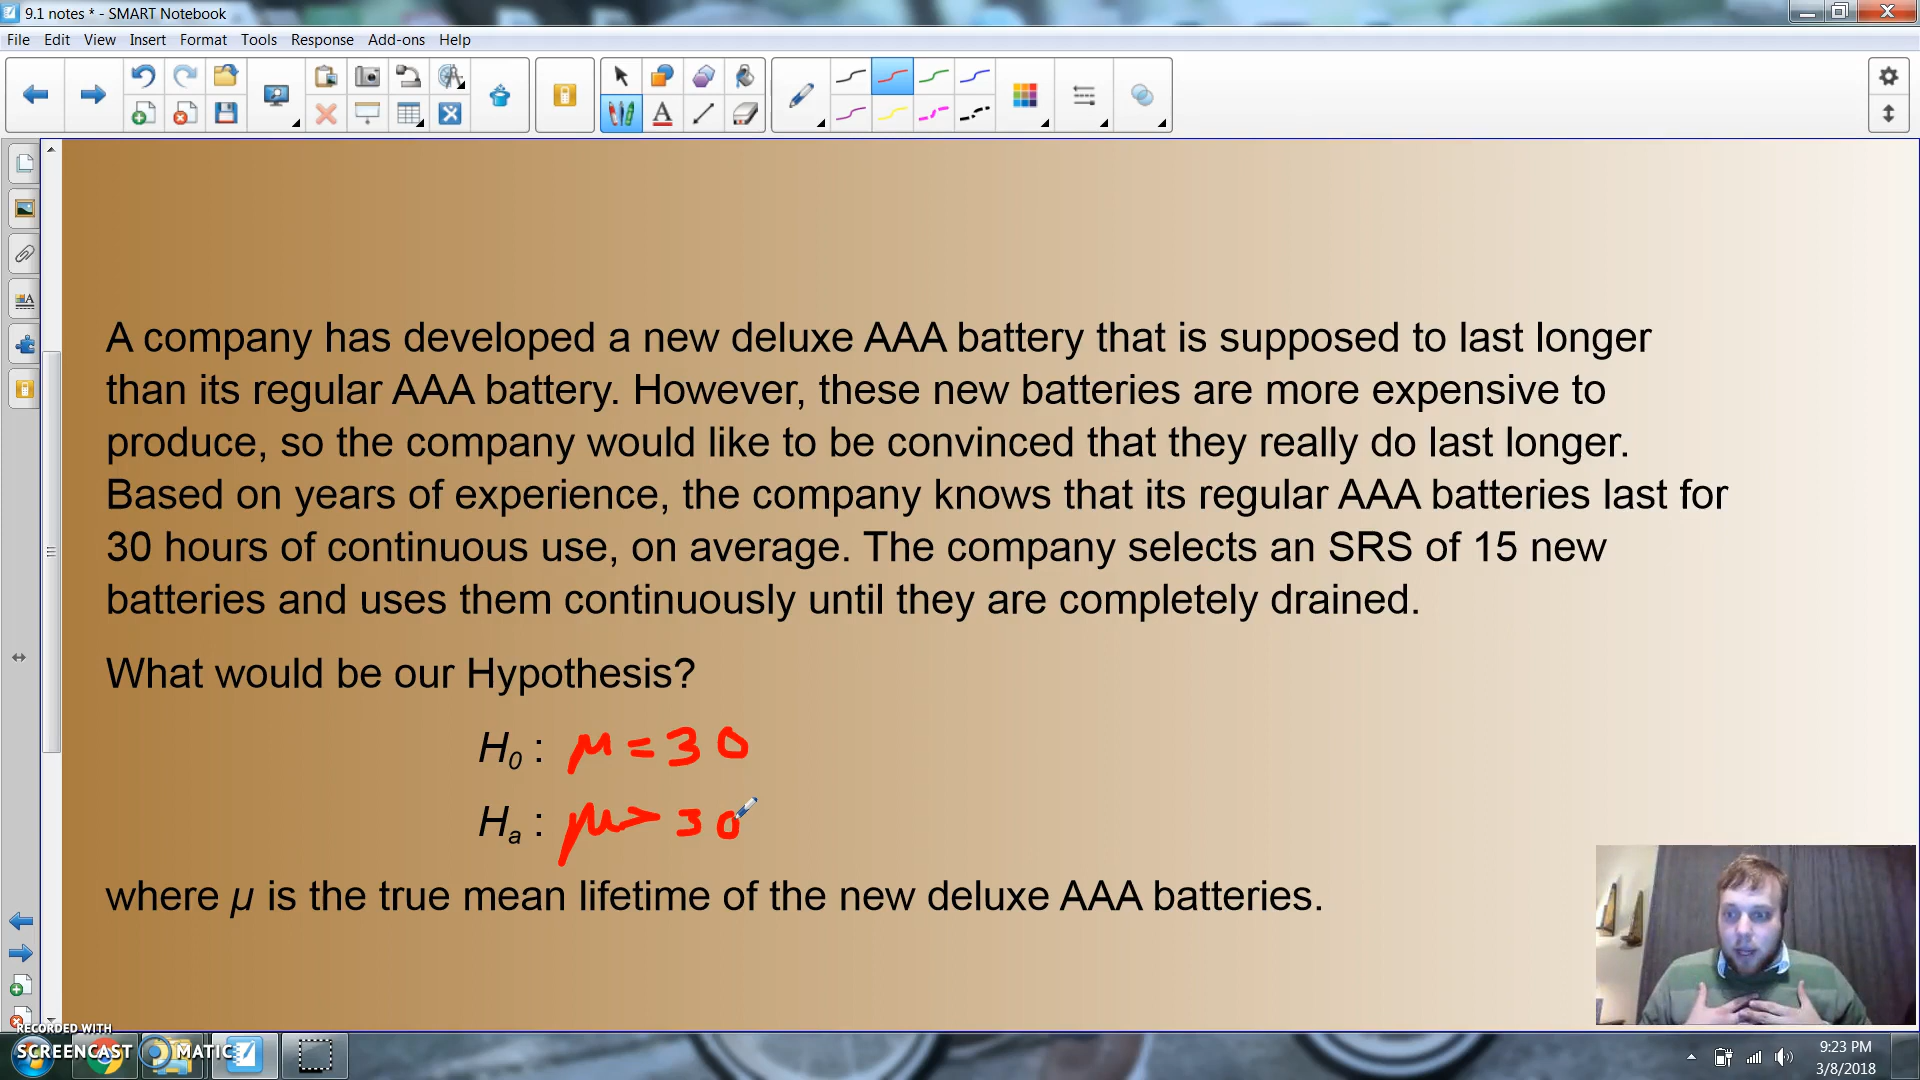 9.1 notes * - SMART Notebook
File Edit View Insert Format Tools Response Add-ons Help
A company has developed a new deluxe AAA battery that is supposed to last longer
than its regular AAA battery. However, these new batteries are more expensive to
produce, so the company would like to be convinced that they really do last longer.
Based on years of experience, the company knows that its regular AAA batteries last for
30 hours of continuous use, on average. The company selects an SRS of 15 new
batteries and uses them continuously until they are completely drained.
What would be our Hypothesis?
H0 : μ = 30
Ha : μ > 30
where μ is the true mean lifetime of the new deluxe AAA batteries.
RECORDED WITH
SCREENCAST MATIC
9:23 PM
3/8/2018